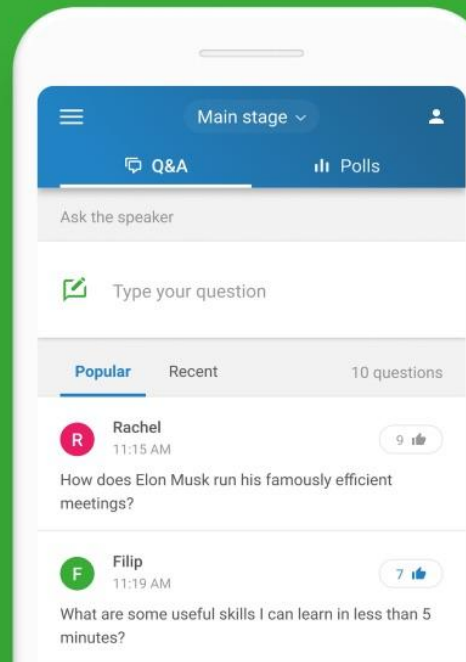 Main stage
Q&A
Polls
Ask the speaker
Type your question
Popular
Recent
10 questions
R
Rachel
11:15 AM
9
How does Elon Musk run his famously efficient
meetings?
F
Filip
11:19 AM
7
What are some useful skills I can learn in less than 5
minutes?